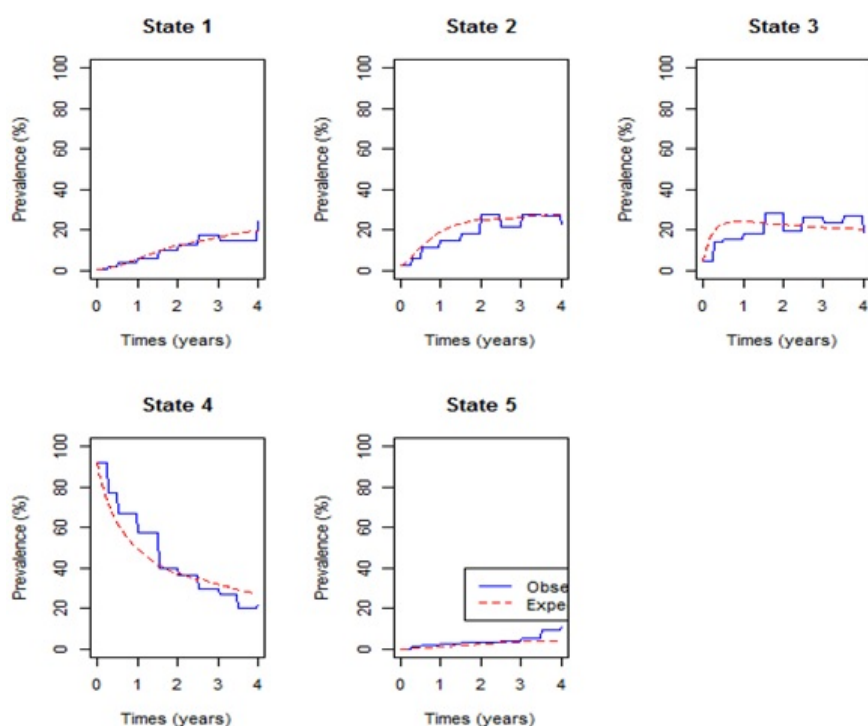 State 1
State 2
State 3
Prevalence (%)
100
80
60
40
20
0
0 1 2 3 4
Times (years)
Prevalence (%)
100
80
60
40
20
0
0 1 2 3 4
Times (years)
Prevalence (%)
100
80
60
40
20
0
0 1 2 3 4
Times (years)
State 4
State 5
Prevalence (%)
100
80
60
40
20
0
0 1 2 3 4
Times (years)
Prevalence (%)
100
80
60
40
20
0
Obse
Expe
0 1 2 3 4
Times (years)